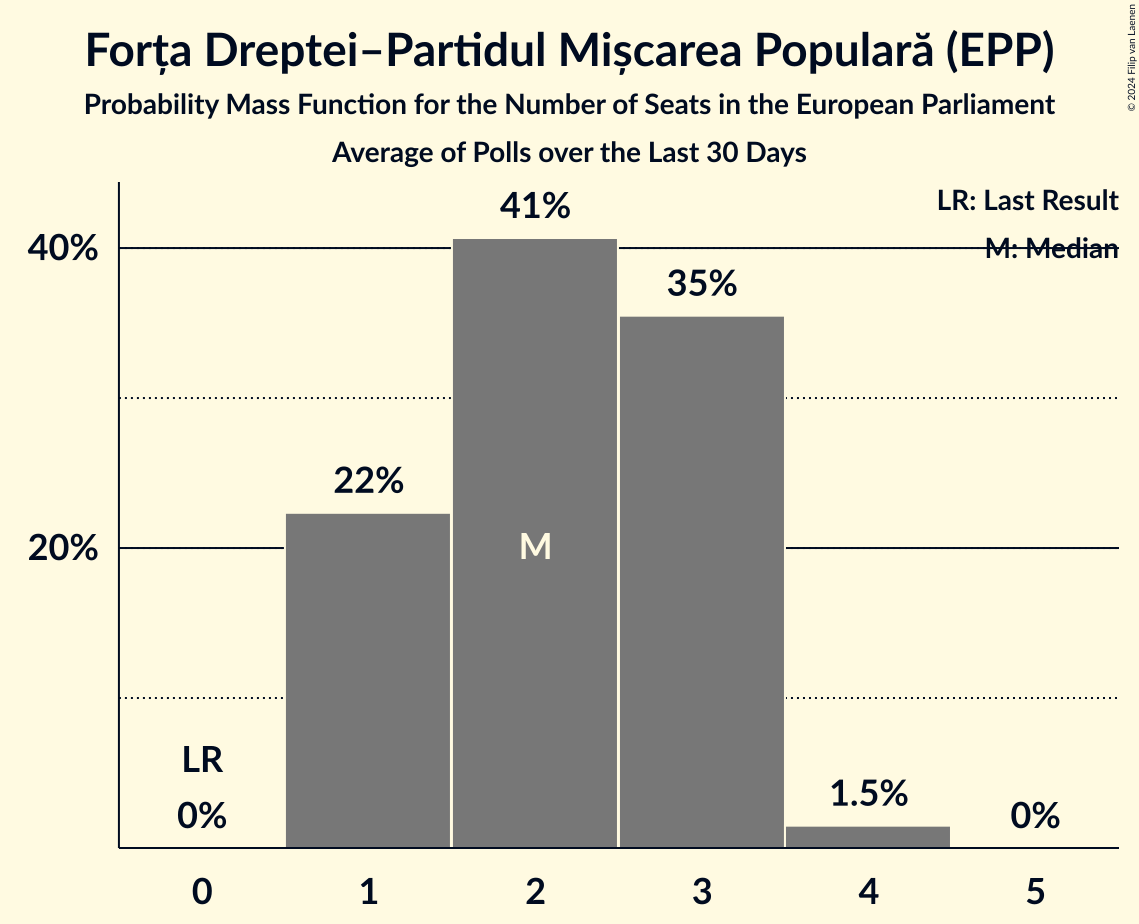 Forța Dreptei–Partidul Mișcarea Populară (EPP)
Probability Mass Function for the Number of Seats in the European Parliament
Average of Polls over the Last 30 Days
© 2024 Filip van Laenen
LR: Last Result
M: Median
40%
20%
41%
35%
22%
M
LR
0%
1.5%
0%
0 1 2 3 4 5